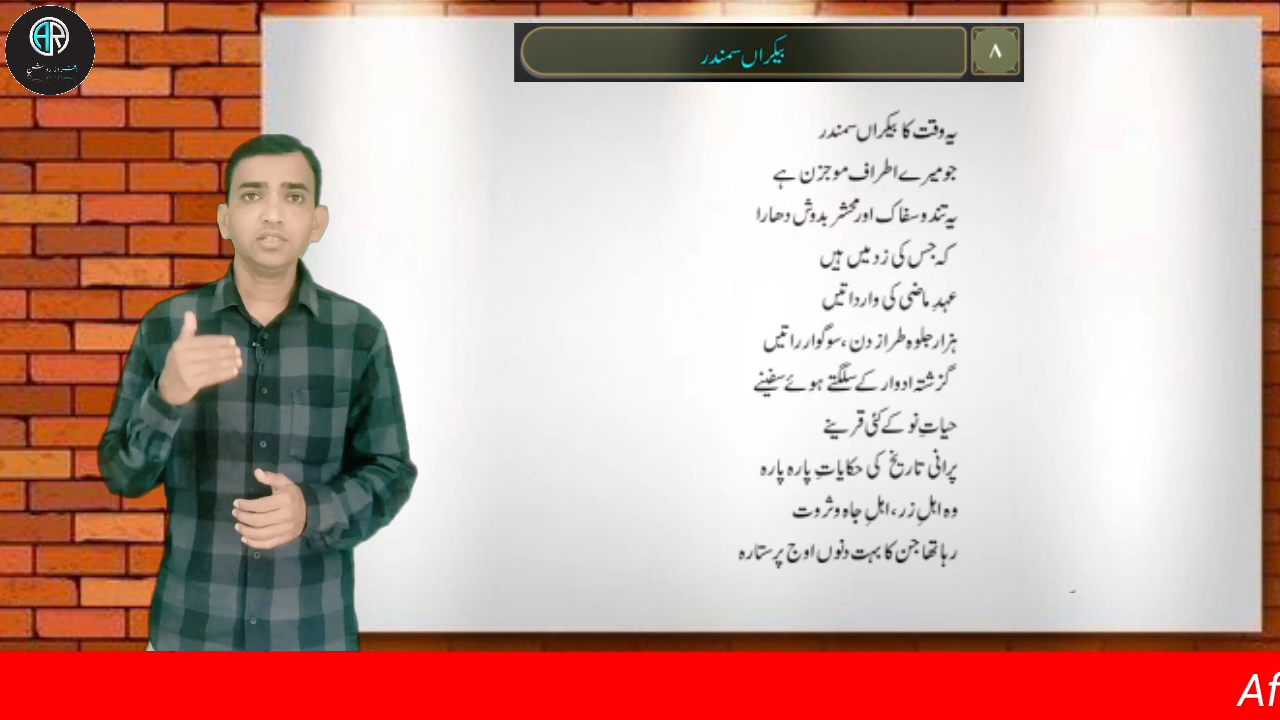 AR
افروز روشنی
بیکراں سمندر
۸
یہ وقت کا بیکراں سمندر
جو میرے اطراف موجزن ہے
یہ تند و سفاک اور محشر بدوش دھارا
کہ جس کی زد میں ہیں
عہدِ ماضی کی وارداتیں
ہزار جلوہ طراز دن، سوگوار راتیں
گزشتہ ادوار کے سلگتے ہوئے سفینے
حیاتِ نو کے کئی قرینے
پرانی تاریخ کی حکایاتِ پارہ پارہ
وہ اہلِ زر، اہلِ جاہ و ثروت
رہا تھا جن کا بہت دنوں اوج پر ستارہ
Af